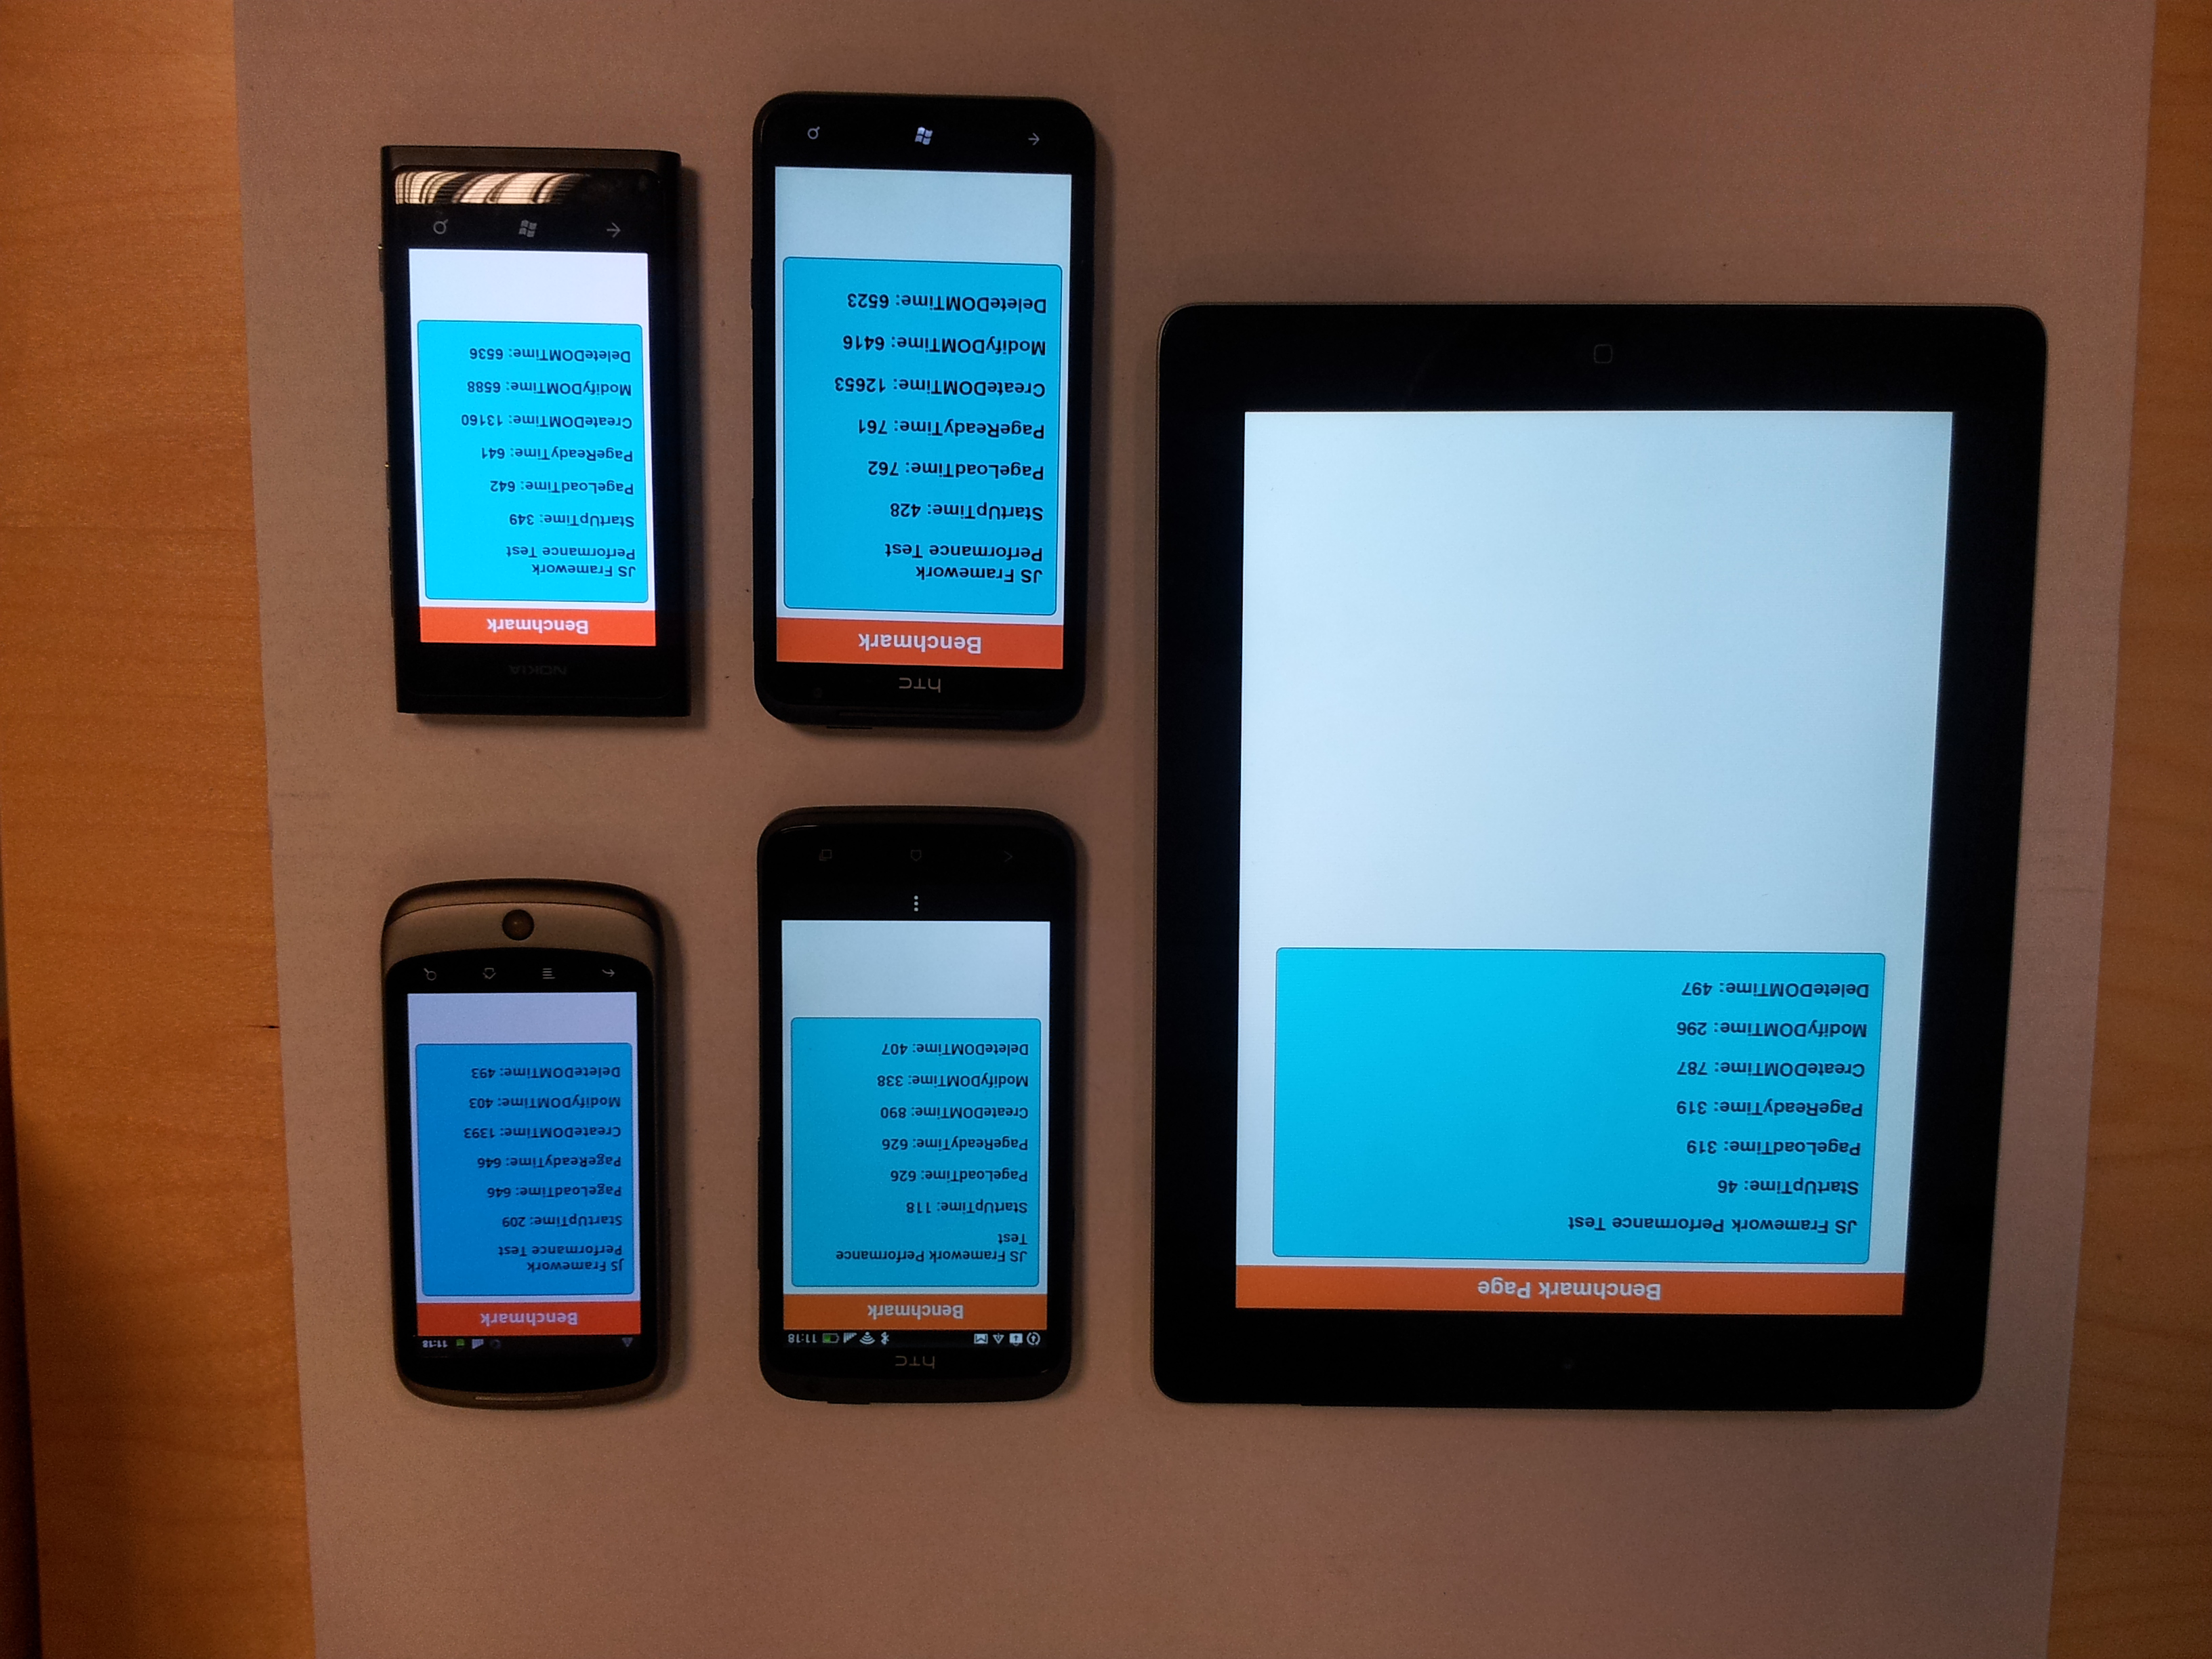 Benchmark Page
JS Framework Performance Test
StartUpTime: 46
PageLoadTime: 319
PageReadyTime: 319
CreateDOMTime: 787
ModifyDOMTime: 296
DeleteDOMTime: 497
hTC
11:18
Benchmark
JS Framework Performance
Test
StartUpTime: 118
PageLoadTime: 626
PageReadyTime: 626
CreateDOMTime: 890
ModifyDOMTime: 338
DeleteDOMTime: 407
11:18
Benchmark
JS Framework
Performance Test
StartUpTime: 209
PageLoadTime: 646
PageReadyTime: 646
CreateDOMTime: 1393
ModifyDOMTime: 403
DeleteDOMTime: 493
hTC
Benchmark
JS Framework
Performance Test
StartUpTime: 428
PageLoadTime: 762
PageReadyTime: 761
CreateDOMTime: 12653
ModifyDOMTime: 6416
DeleteDOMTime: 6523
NOKIA
Benchmark
JS Framework
Performance Test
StartUpTime: 349
PageLoadTime: 642
PageReadyTime: 641
CreateDOMTime: 13160
ModifyDOMTime: 6588
DeleteDOMTime: 6536